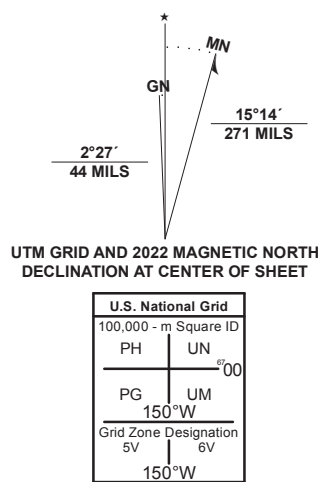 ★
MN
GN
15°14´
271 MILS
2°27´
44 MILS
UTM GRID AND 2022 MAGNETIC NORTH
DECLINATION AT CENTER OF SHEET
U.S. National Grid
100,000 - m Square ID
PH UN
6700
PG UM
150°W
Grid Zone Designation
5V 6V
150°W